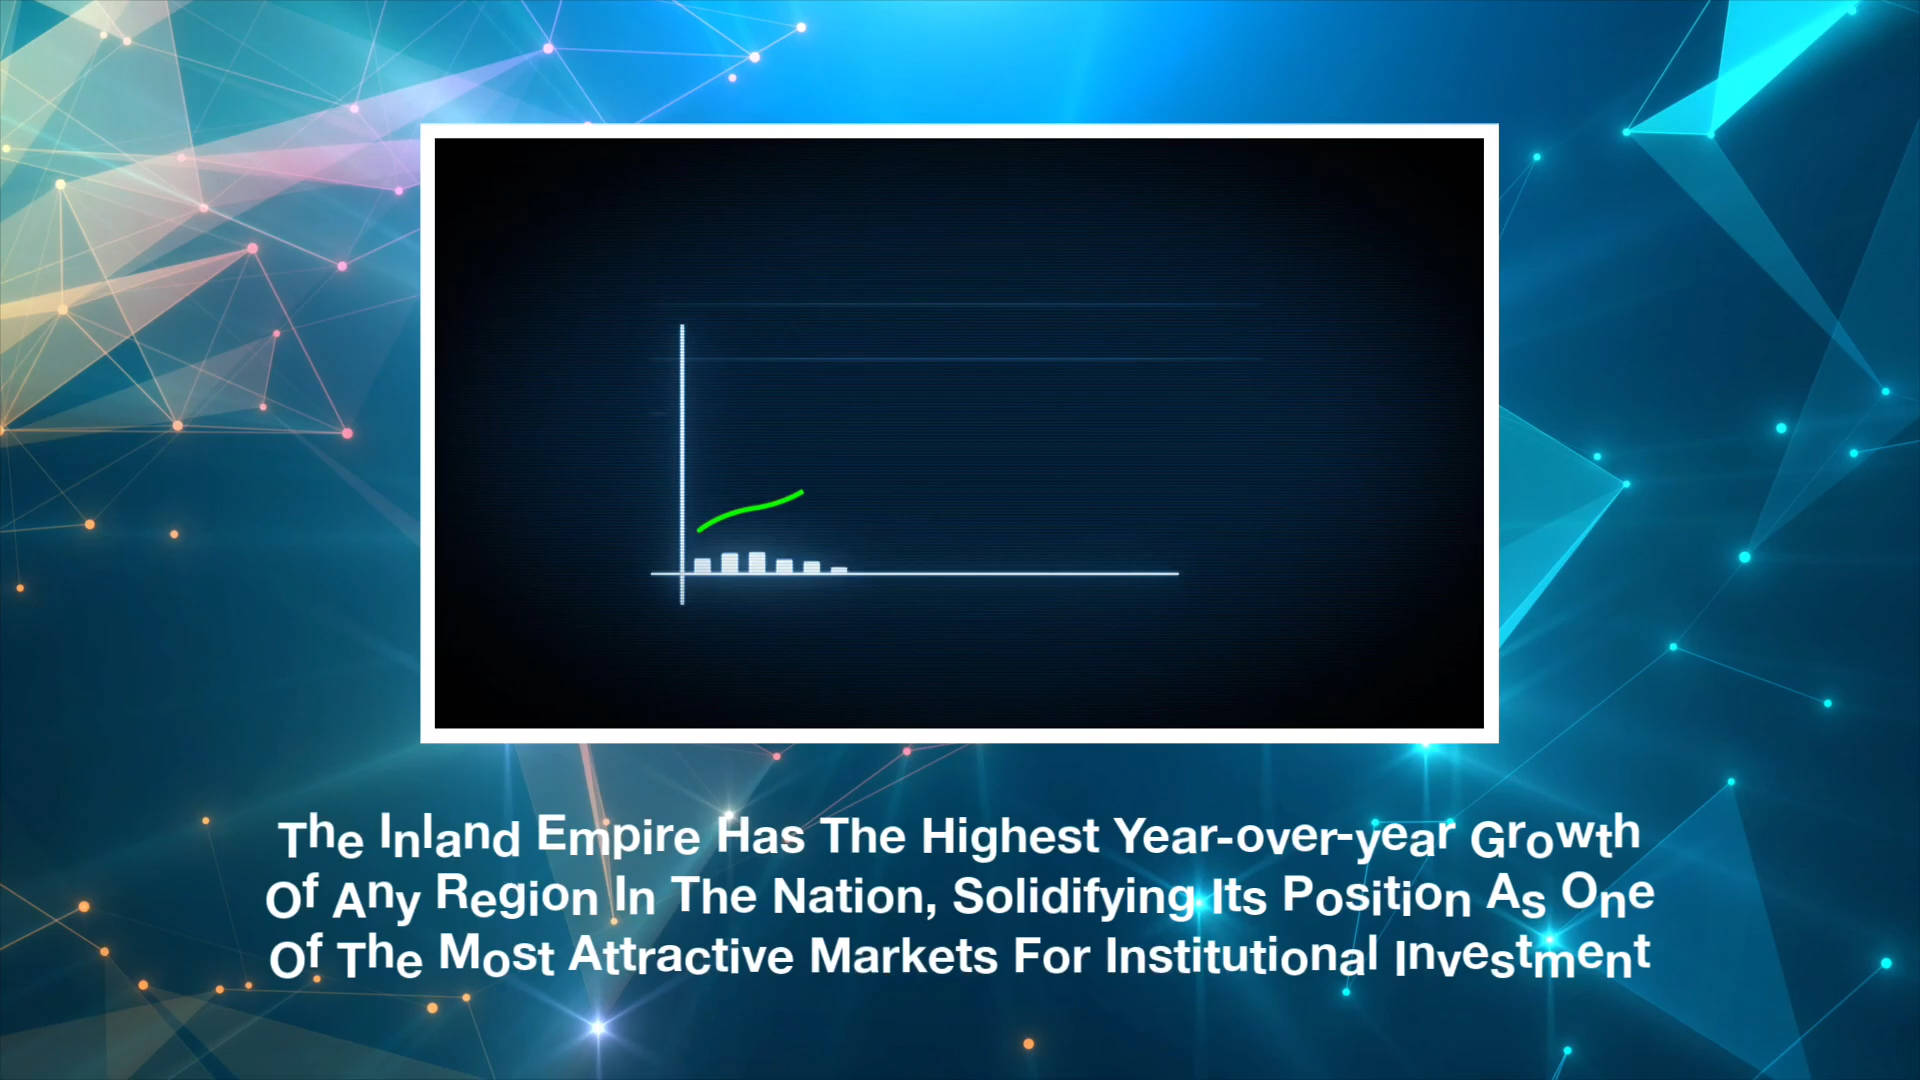 The Inland Empire Has The Highest Year-over-year Growth
Of Any Region In The Nation, Solidifying Its Position As One
Of The Most Attractive Markets For Institutional Investment